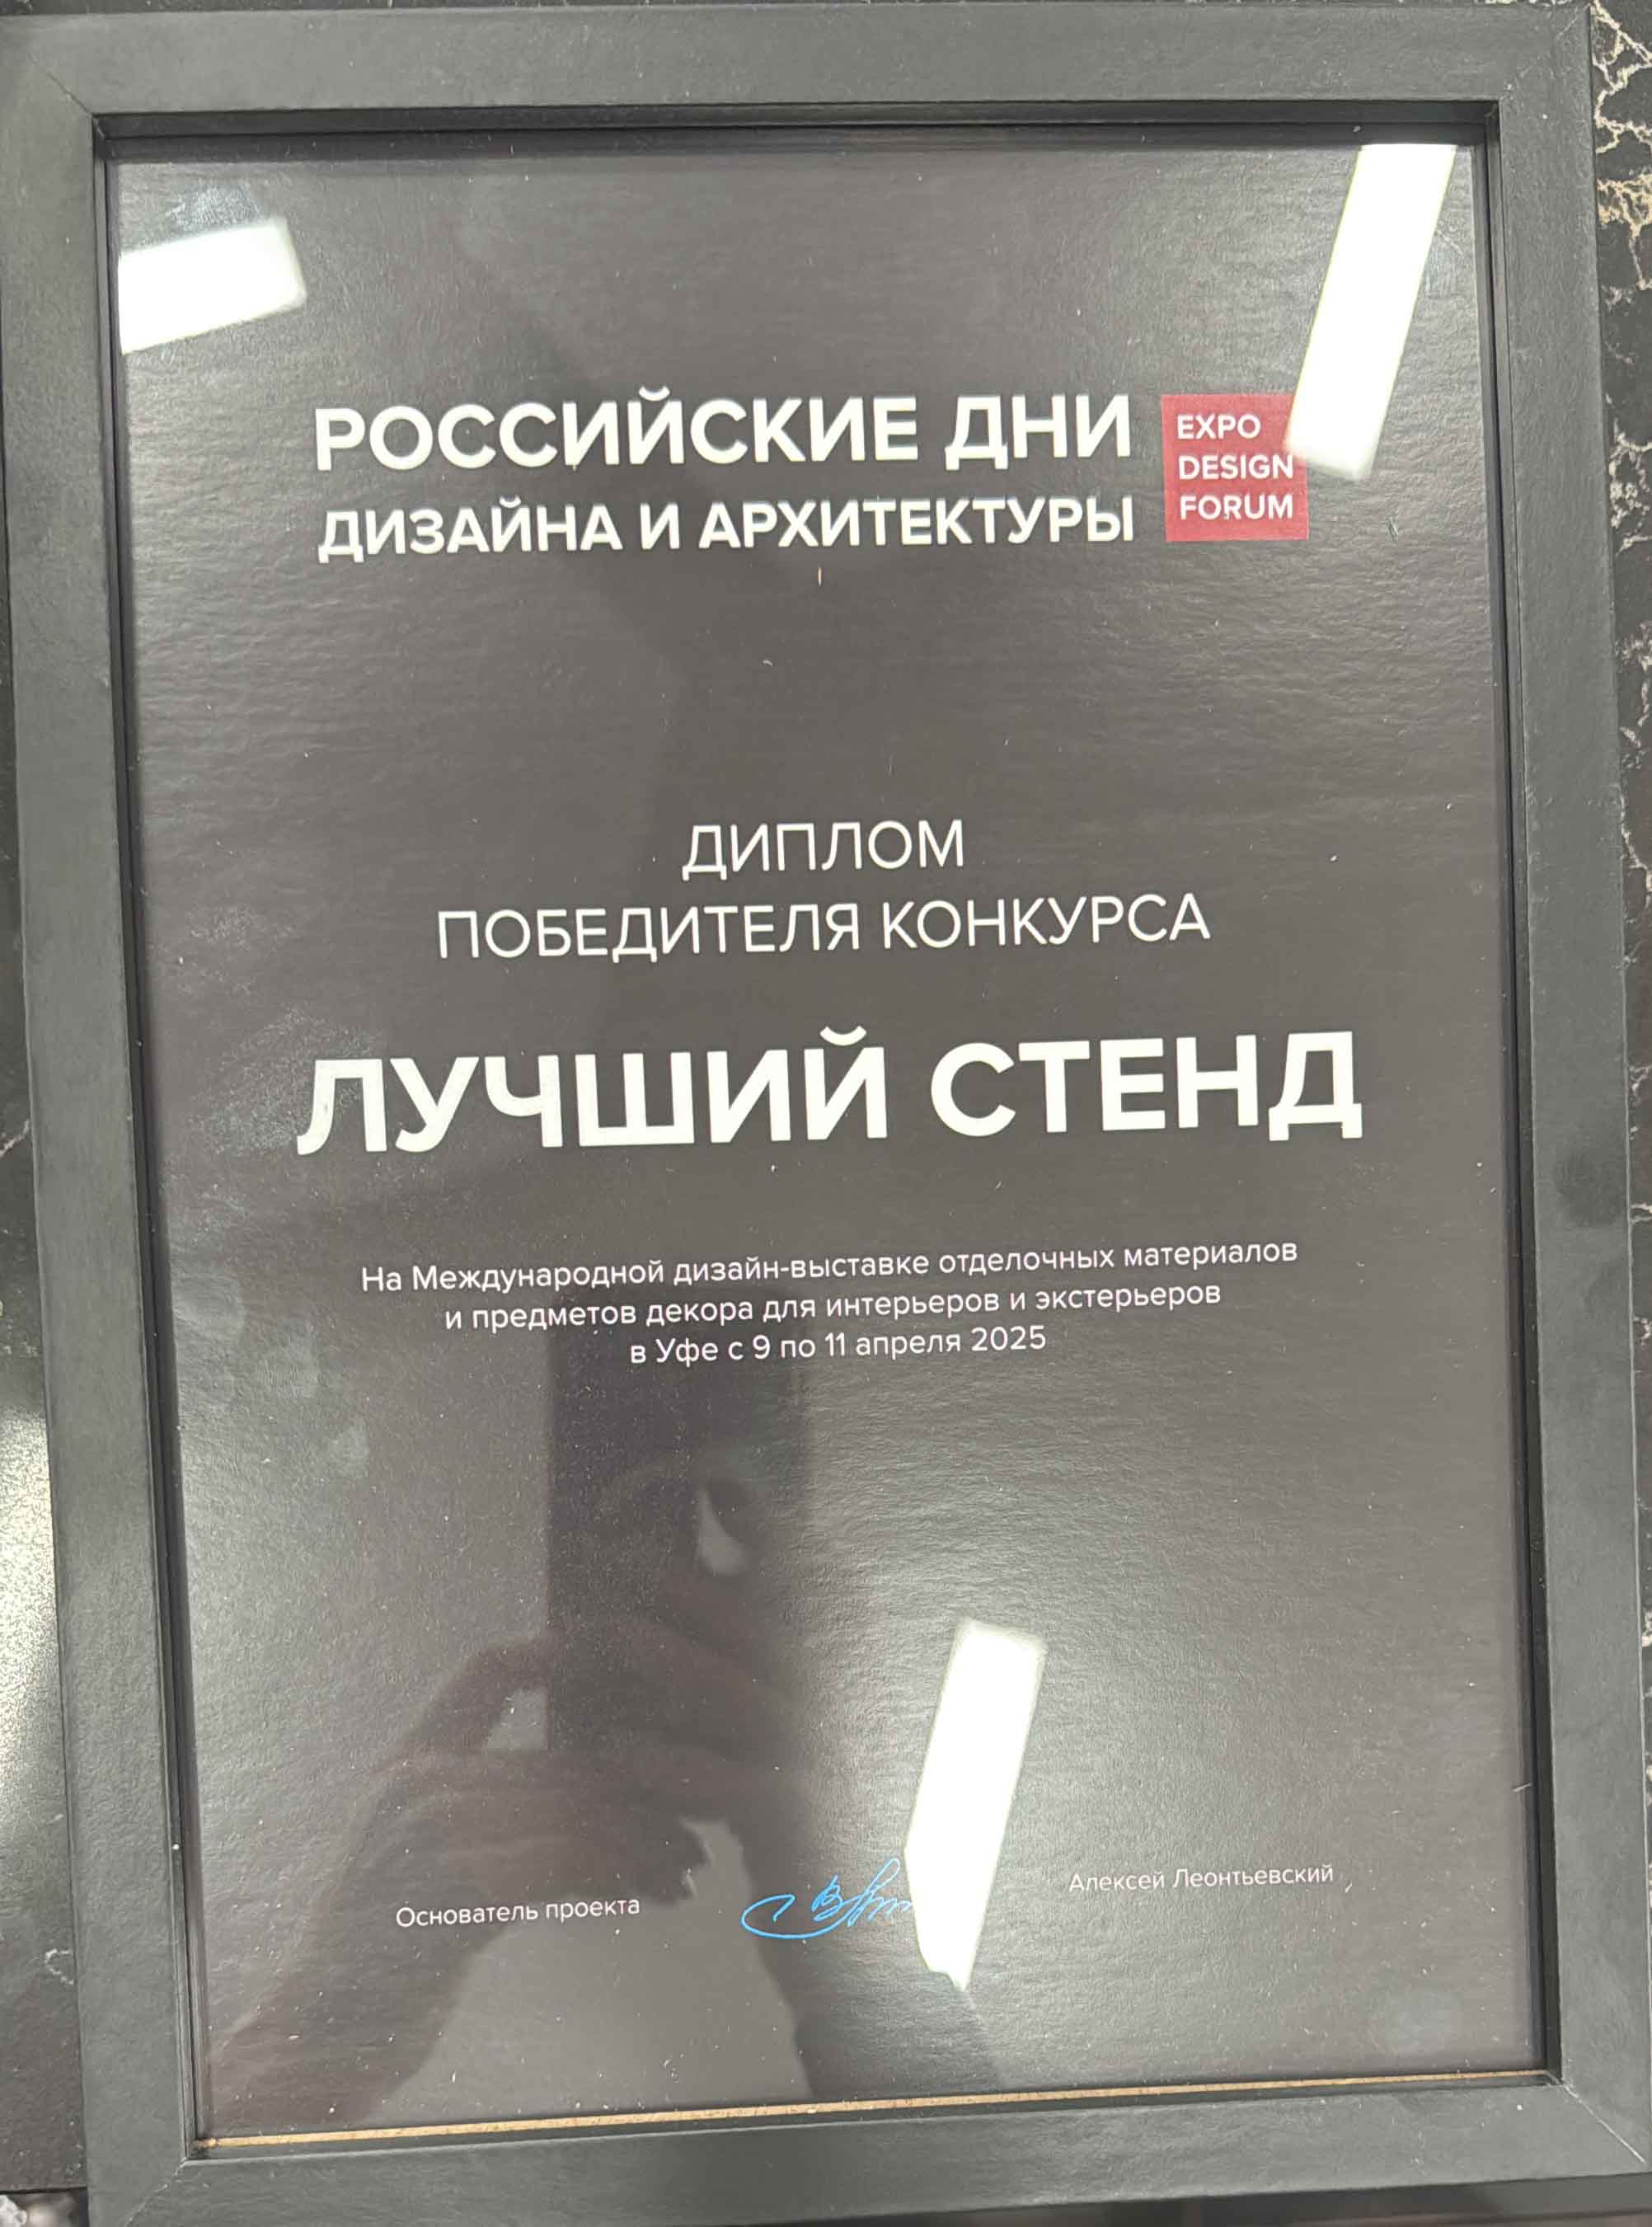 РОССИЙСКИЕ ДНИ
ДИЗАЙНА И АРХИТЕКТУРЫ
EXPO
DESIGN
FORUM
ДИПЛОМ
ПОБЕДИТЕЛЯ КОНКУРСА
ЛУЧШИЙ СТЕНД
На Международной дизайн-выставке отделочных материалов
и предметов декора для интерьеров и экстерьеров
в Уфе с 9 по 11 апреля 2025
Основатель проекта
Алексей Леонтьевский